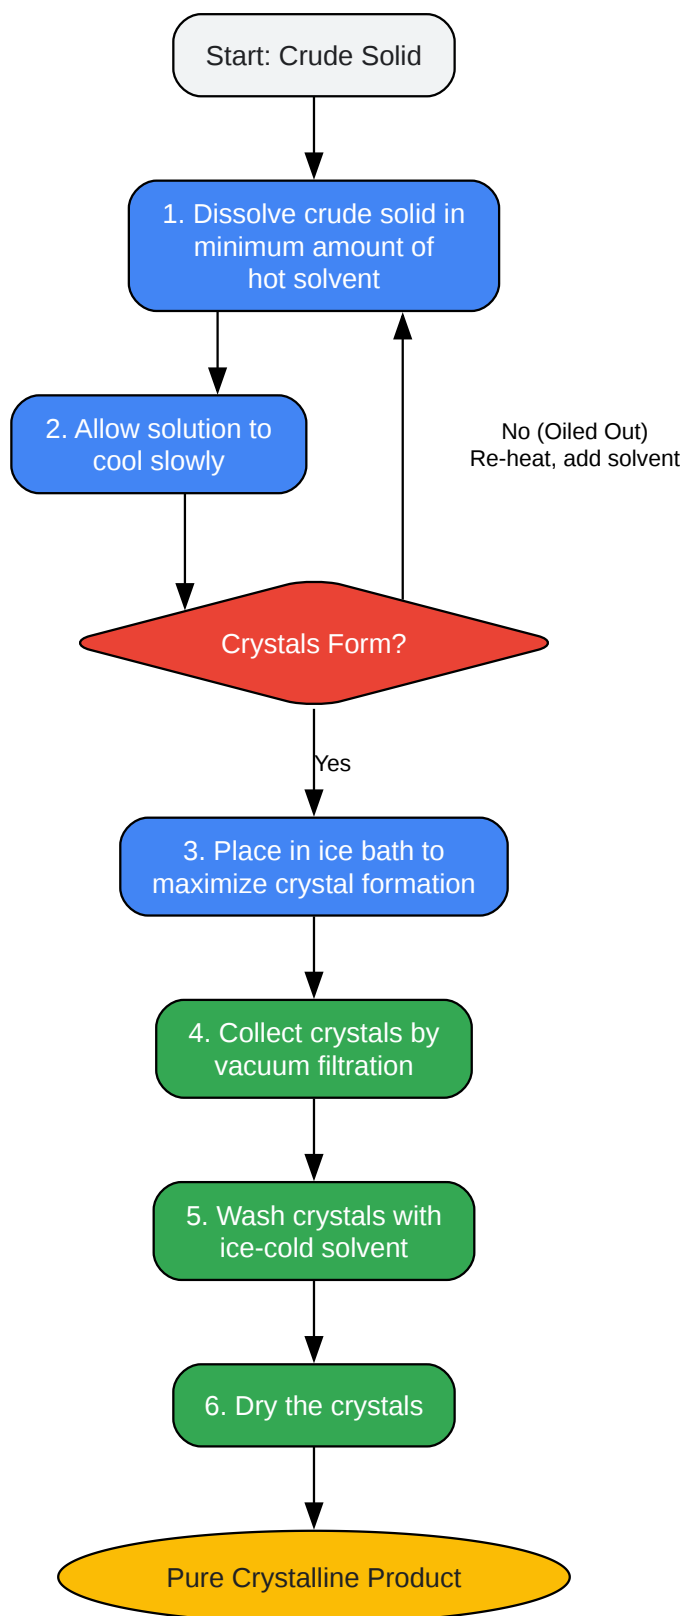 Start: Crude Solid
1. Dissolve crude solid in
minimum amount of
hot solvent
2. Allow solution to
cool slowly
No (Oiled Out)
Re-heat, add solvent
Crystals Form?
Yes
3. Place in ice bath to
maximize crystal formation
4. Collect crystals by
vacuum filtration
5. Wash crystals with
ice-cold solvent
6. Dry the crystals
Pure Crystalline Product